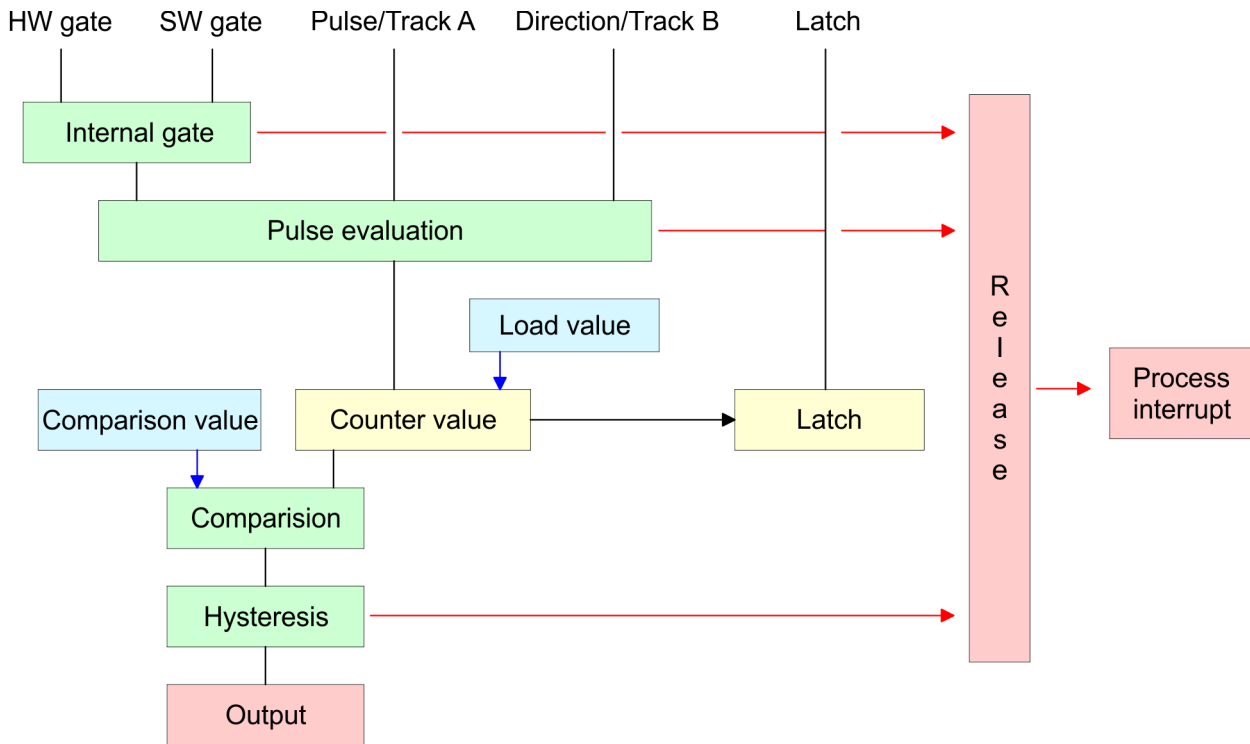 HW gate
SW gate
Pulse/Track A
Direction/Track B
Latch
Internal gate
Pulse evaluation
Load value
Comparison value
Counter value
Latch
Comparision
Hysteresis
Output
Release
Process
interrupt